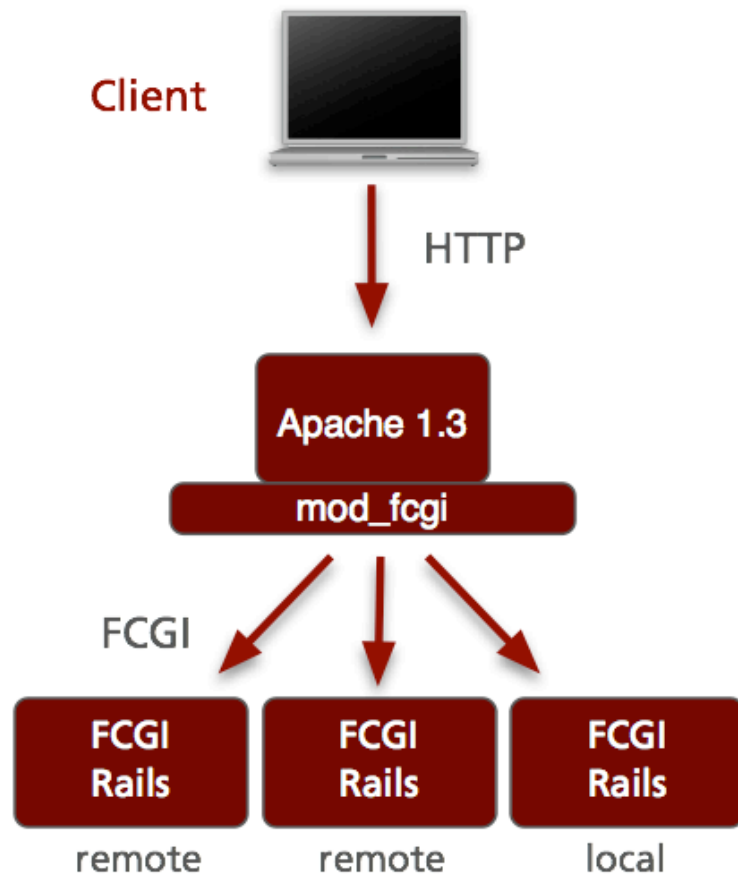 Client
HTTP
Apache 1.3
mod_fcgi
FCGI
FCGI
Rails
FCGI
Rails
FCGI
Rails
remote
remote
local